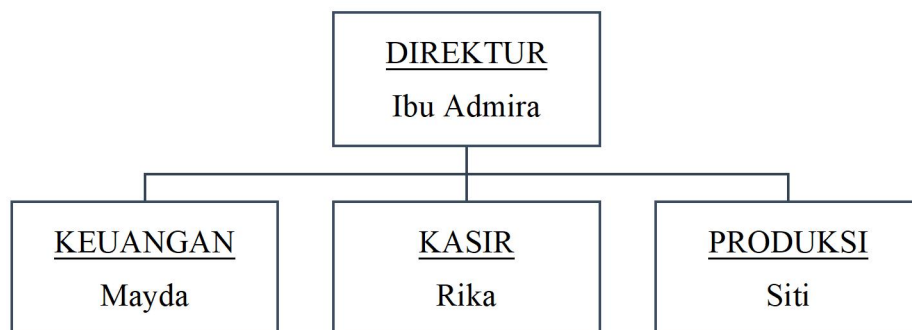 DIREKTUR
Ibu Admira
KEUANGAN
Mayda
KASIR
Rika
PRODUKSI
Siti